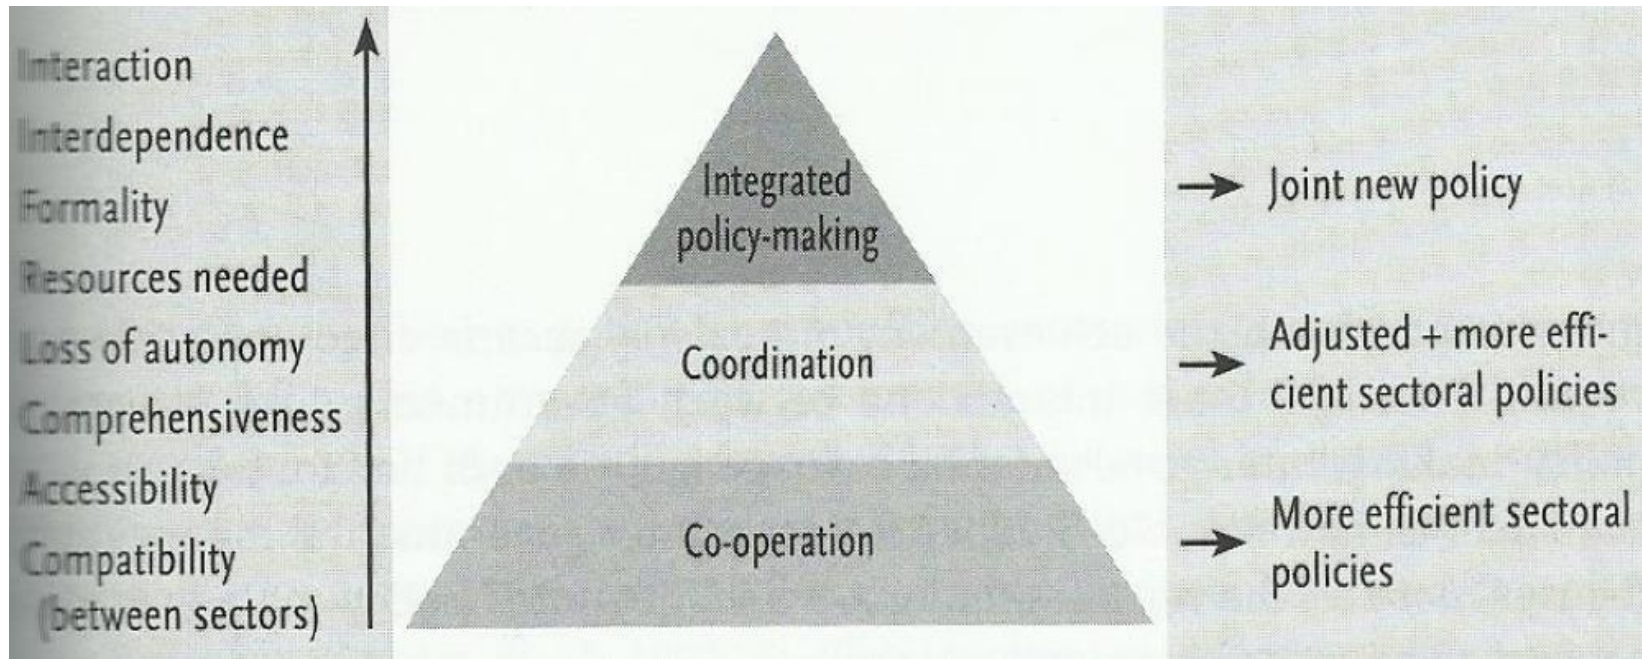 Interaction
Interdependence
Formality
Resources needed
Loss of autonomy
Comprehensiveness
Accessibility
Compatibility
(between sectors)
Integrated
policy-making
Coordination
Co-operation
Joint new policy
Adjusted + more effi-
cient sectoral policies
More efficient sectoral
policies